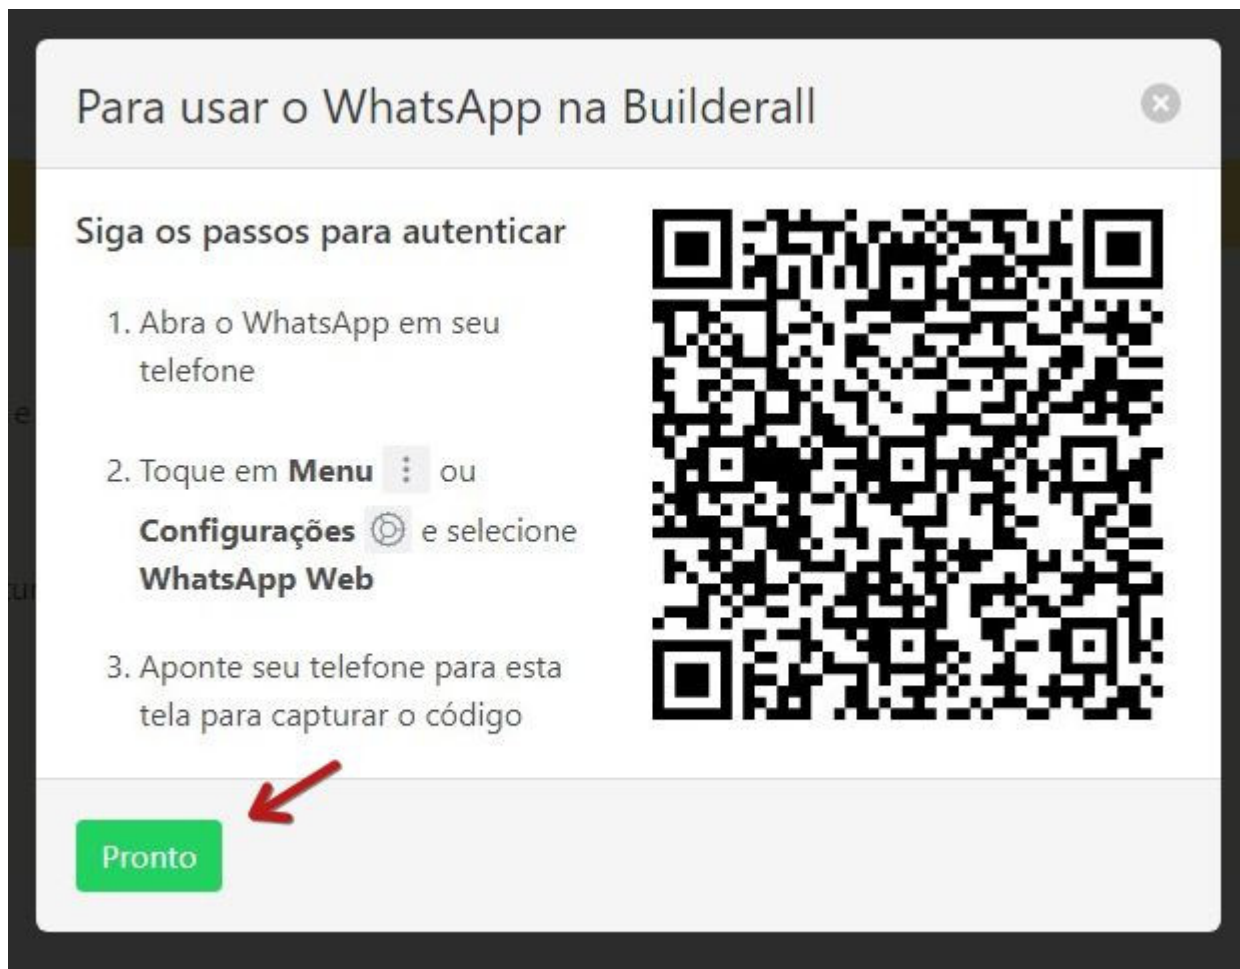 Para usar o WhatsApp na Builderall
Siga os passos para autenticar
1. Abra o WhatsApp em seu
telefone
2. Toque em Menu ou
Configurações e selecione
WhatsApp Web
3. Aponte seu telefone para esta
tela para capturar o código
Pronto